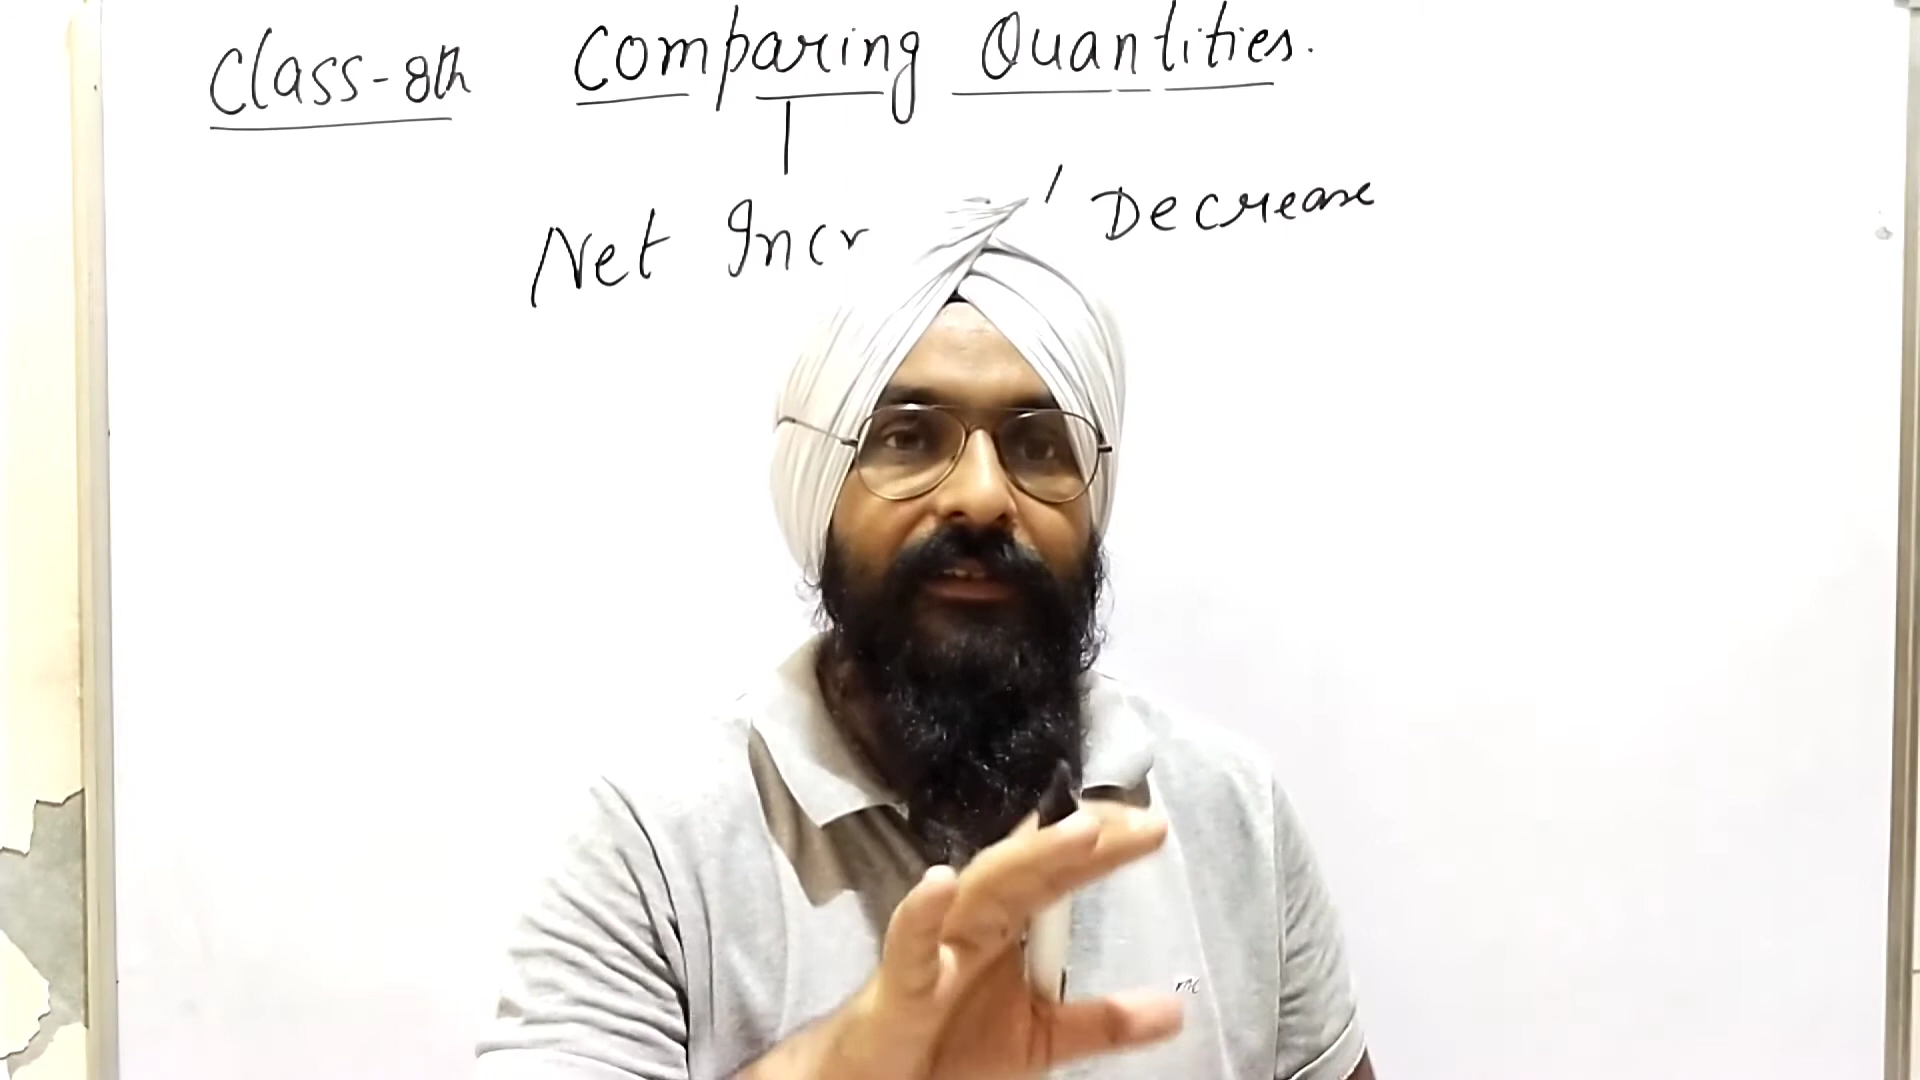 Class-8th Comparing Quantities.
Net Incr / Decrease